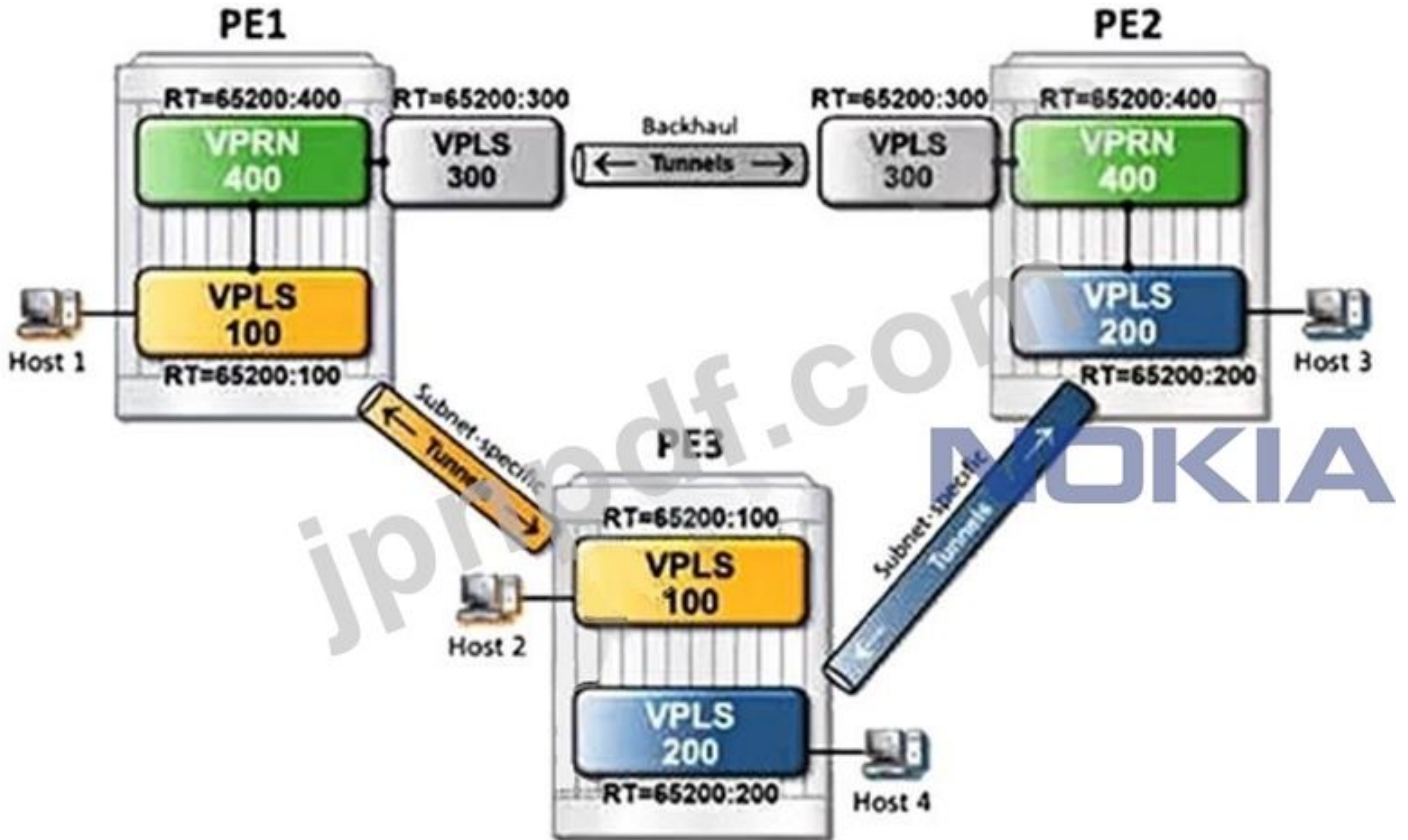 PE1
PE2
RT=65200:400
RT=65200:300
RT=65200:300
RT=65200:400
VPRN
400
VPLS
300
Backhaul
Tunnels
VPLS
300
VPRN
400
VPLS
100
VPLS
200
Host 1
Host 3
RT=65200:100
RT=65200:200
Subnet-specific
Tunnels
PE3
Subnet-specific
Tunnels
NOKIA
jprnpdf.com
RT=65200:100
VPLS
100
Host 2
VPLS
200
RT=65200:200
Host 4